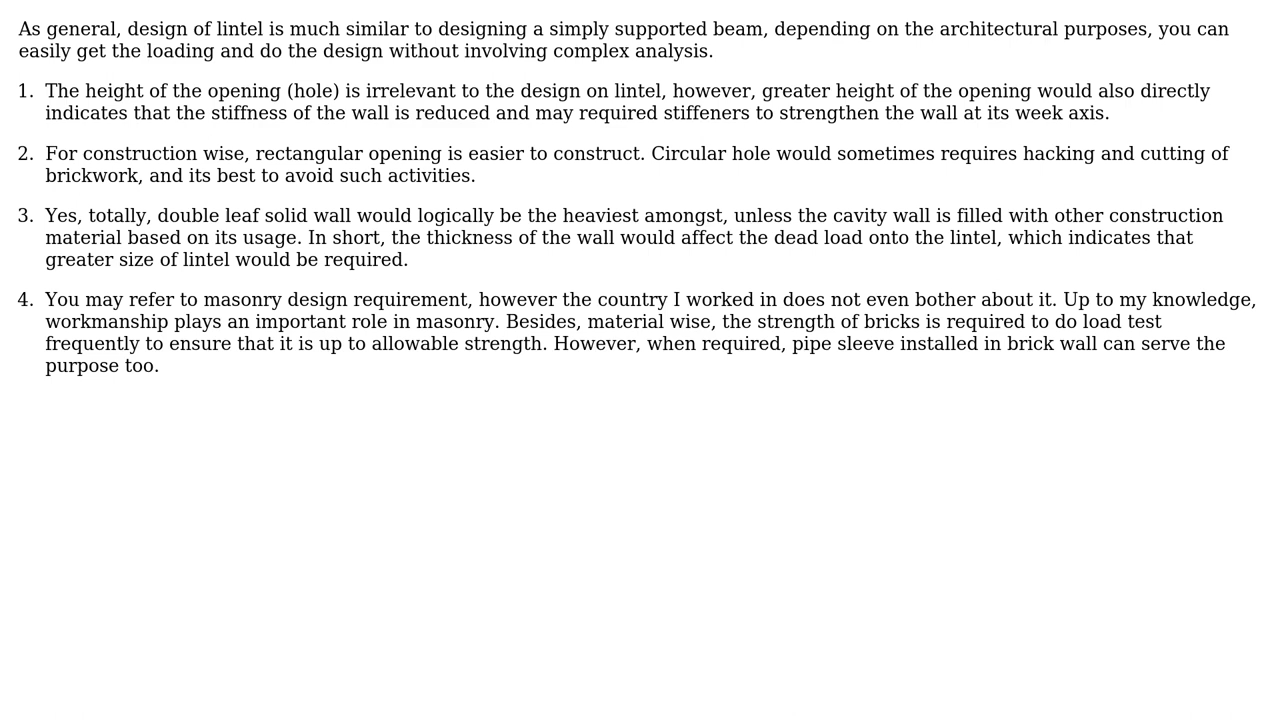 As general, design of lintel is much similar to designing a simply supported beam, depending on the architectural purposes, you can
easily get the loading and do the design without involving complex analysis.
1. The height of the opening (hole) is irrelevant to the design on lintel, however, greater height of the opening would also directly
indicates that the stiffness of the wall is reduced and may required stiffeners to strengthen the wall at its week axis.
2. For construction wise, rectangular opening is easier to construct. Circular hole would sometimes requires hacking and cutting of
brickwork, and its best to avoid such activities.
3. Yes, totally, double leaf solid wall would logically be the heaviest amongst, unless the cavity wall is filled with other construction
material based on its usage. In short, the thickness of the wall would affect the dead load onto the lintel, which indicates that
greater size of lintel would be required.
4. You may refer to masonry design requirement, however the country I worked in does not even bother about it. Up to my knowledge,
workmanship plays an important role in masonry. Besides, material wise, the strength of bricks is required to do load test
frequently to ensure that it is up to allowable strength. However, when required, pipe sleeve installed in brick wall can serve the
purpose too.